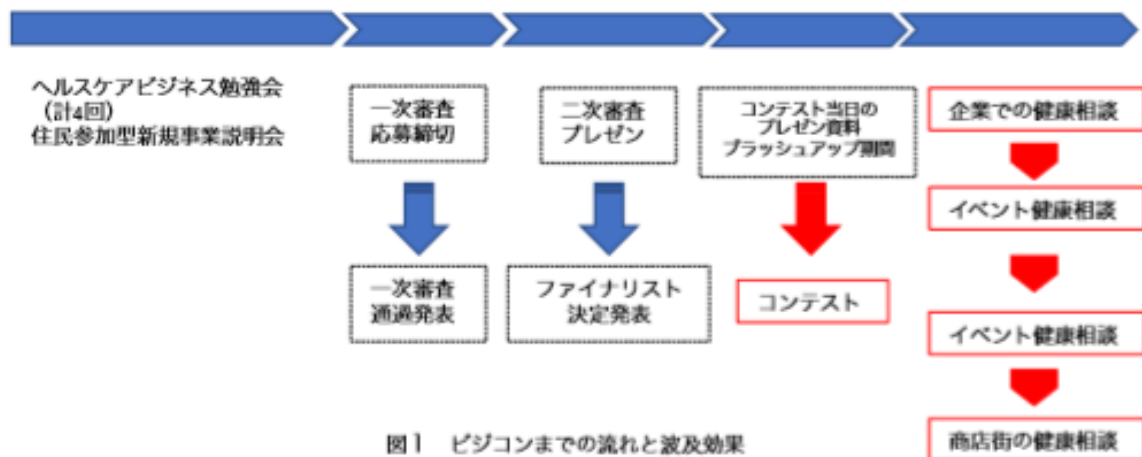 ヘルスケアビジネス勉強会
(計4回)
住民参加型新規事業説明会
一次審査
応募締切
一次審査
通過発表
二次審査
プレゼン
ファイナリスト
決定発表
コンテスト当日の
プレゼン資料
ブラッシュアップ期間
コンテスト
企業での健康相談
イベント健康相談
イベント健康相談
商店街の健康相談
図1 ビジコンまでの流れと波及効果